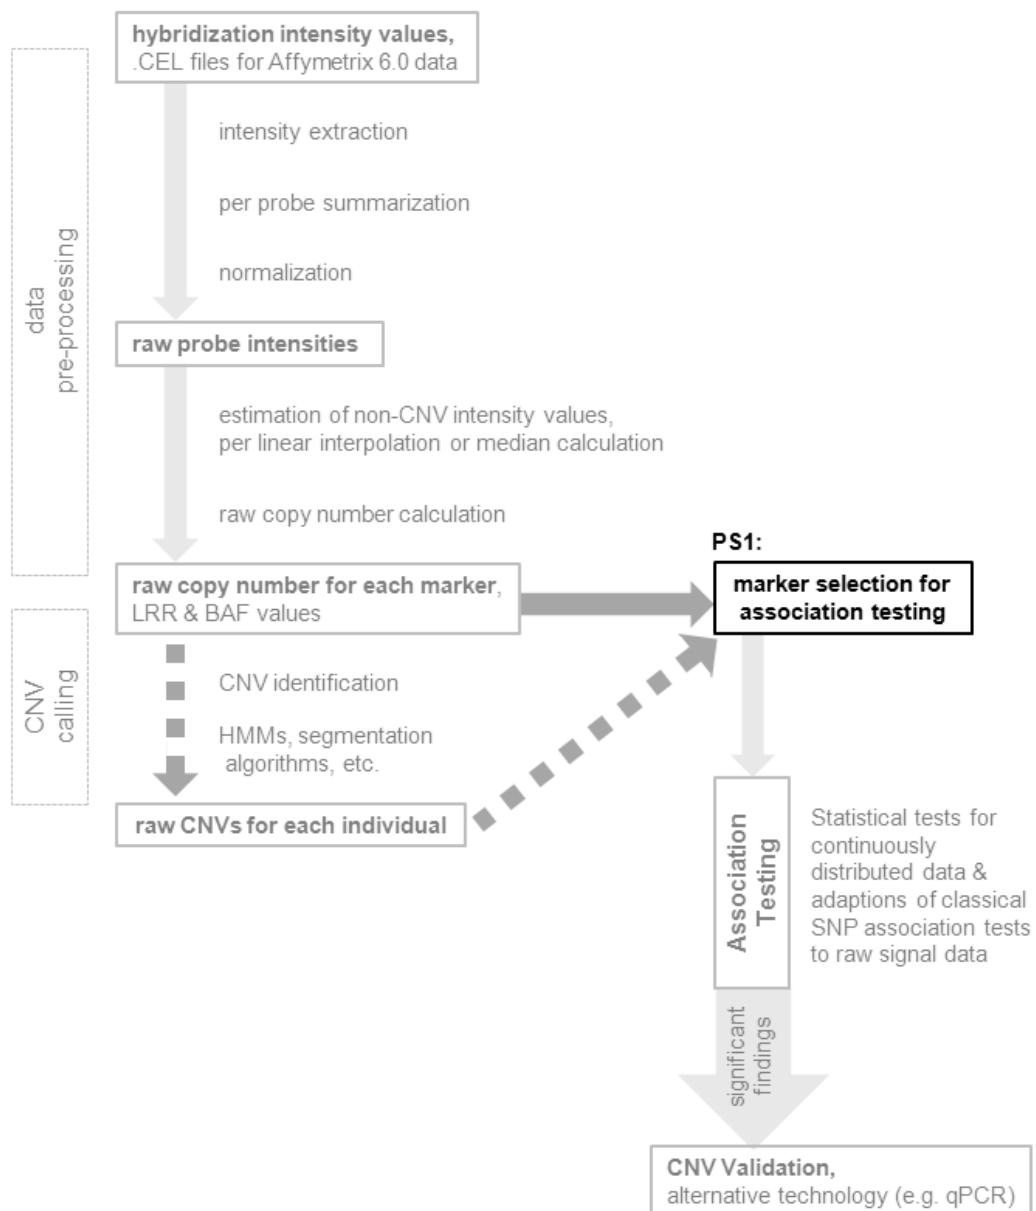 hybridization intensity values,
.CEL files for Affymetrix 6.0 data
intensity extraction
per probe summarization
normalization
data
pre-processing
raw probe intensities
estimation of non-CNV intensity values,
per linear interpolation or median calculation
raw copy number calculation
PS1:
raw copy number for each marker,
LRR & BAF values
marker selection for
association testing
CNV
calling
CNV identification
HMMs, segmentation
algorithms, etc.
raw CNVs for each individual
Association
Testing
Statistical tests for
continuously
distributed data &
adaptions of classical
SNP association tests
to raw signal data
significant
findings
CNV Validation,
alternative technology (e.g. qPCR)